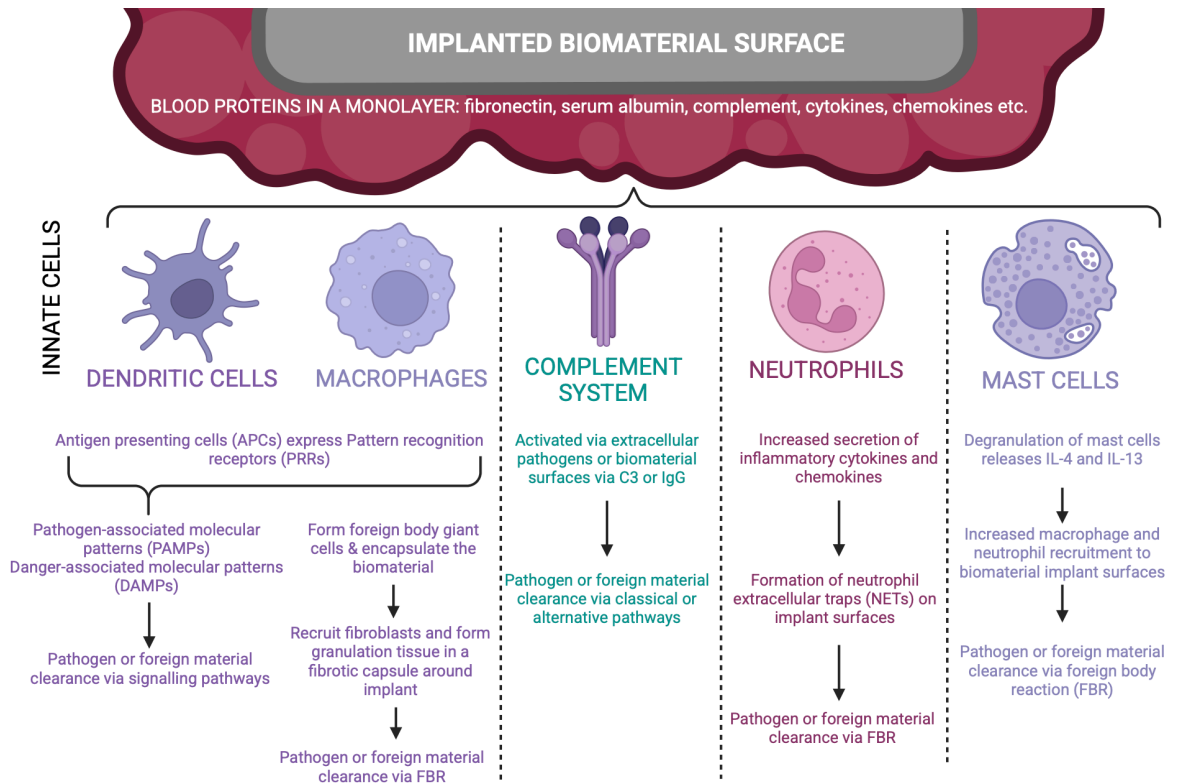 IMPLANTED BIOMATERIAL SURFACE
BLOOD PROTEINS IN A MONOLAYER: fibronectin, serum albumin, complement, cytokines, chemokines etc.
INNATE CELLS
DENDRITIC CELLS
MACROPHAGES
Antigen presenting cells (APCs) express Pattern recognition
receptors (PRRs)
Pathogen-associated molecular
patterns (PAMPs)
Danger-associated molecular patterns
(DAMPs)
Pathogen or foreign material
clearance via signalling pathways
Form foreign body giant
cells & encapsulate the
biomaterial
Recruit fibroblasts and form
granulation tissue in a
fibrotic capsule around
implant
Pathogen or foreign material
clearance via FBR
COMPLEMENT
SYSTEM
Activated via extracellular
pathogens or biomaterial
surfaces via C3 or IgG
Pathogen or foreign material
clearance via classical or
alternative pathways
NEUTROPHILS
Increased secretion of
inflammatory cytokines and
chemokines
Formation of neutrophil
extracellular traps (NETs) on
implant surfaces
Pathogen or foreign material
clearance via FBR
MAST CELLS
Degranulation of mast cells
releases IL-4 and IL-13
Increased macrophage and
neutrophil recruitment to
biomaterial implant surfaces
Pathogen or foreign material
clearance via foreign body
reaction (FBR)